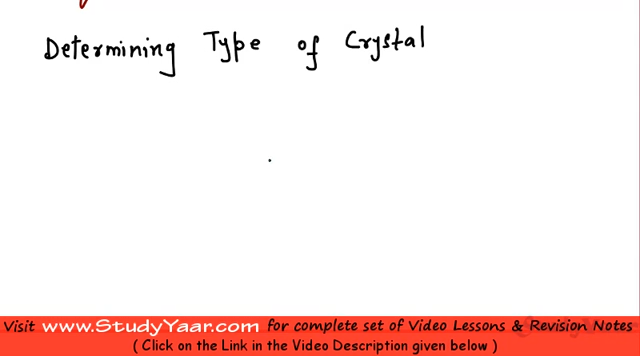 Determining Type of Crystal
Visit www.StudyYaar.com for complete set of Video Lessons & Revision Notes
( Click on the Link in the Video Description given below )